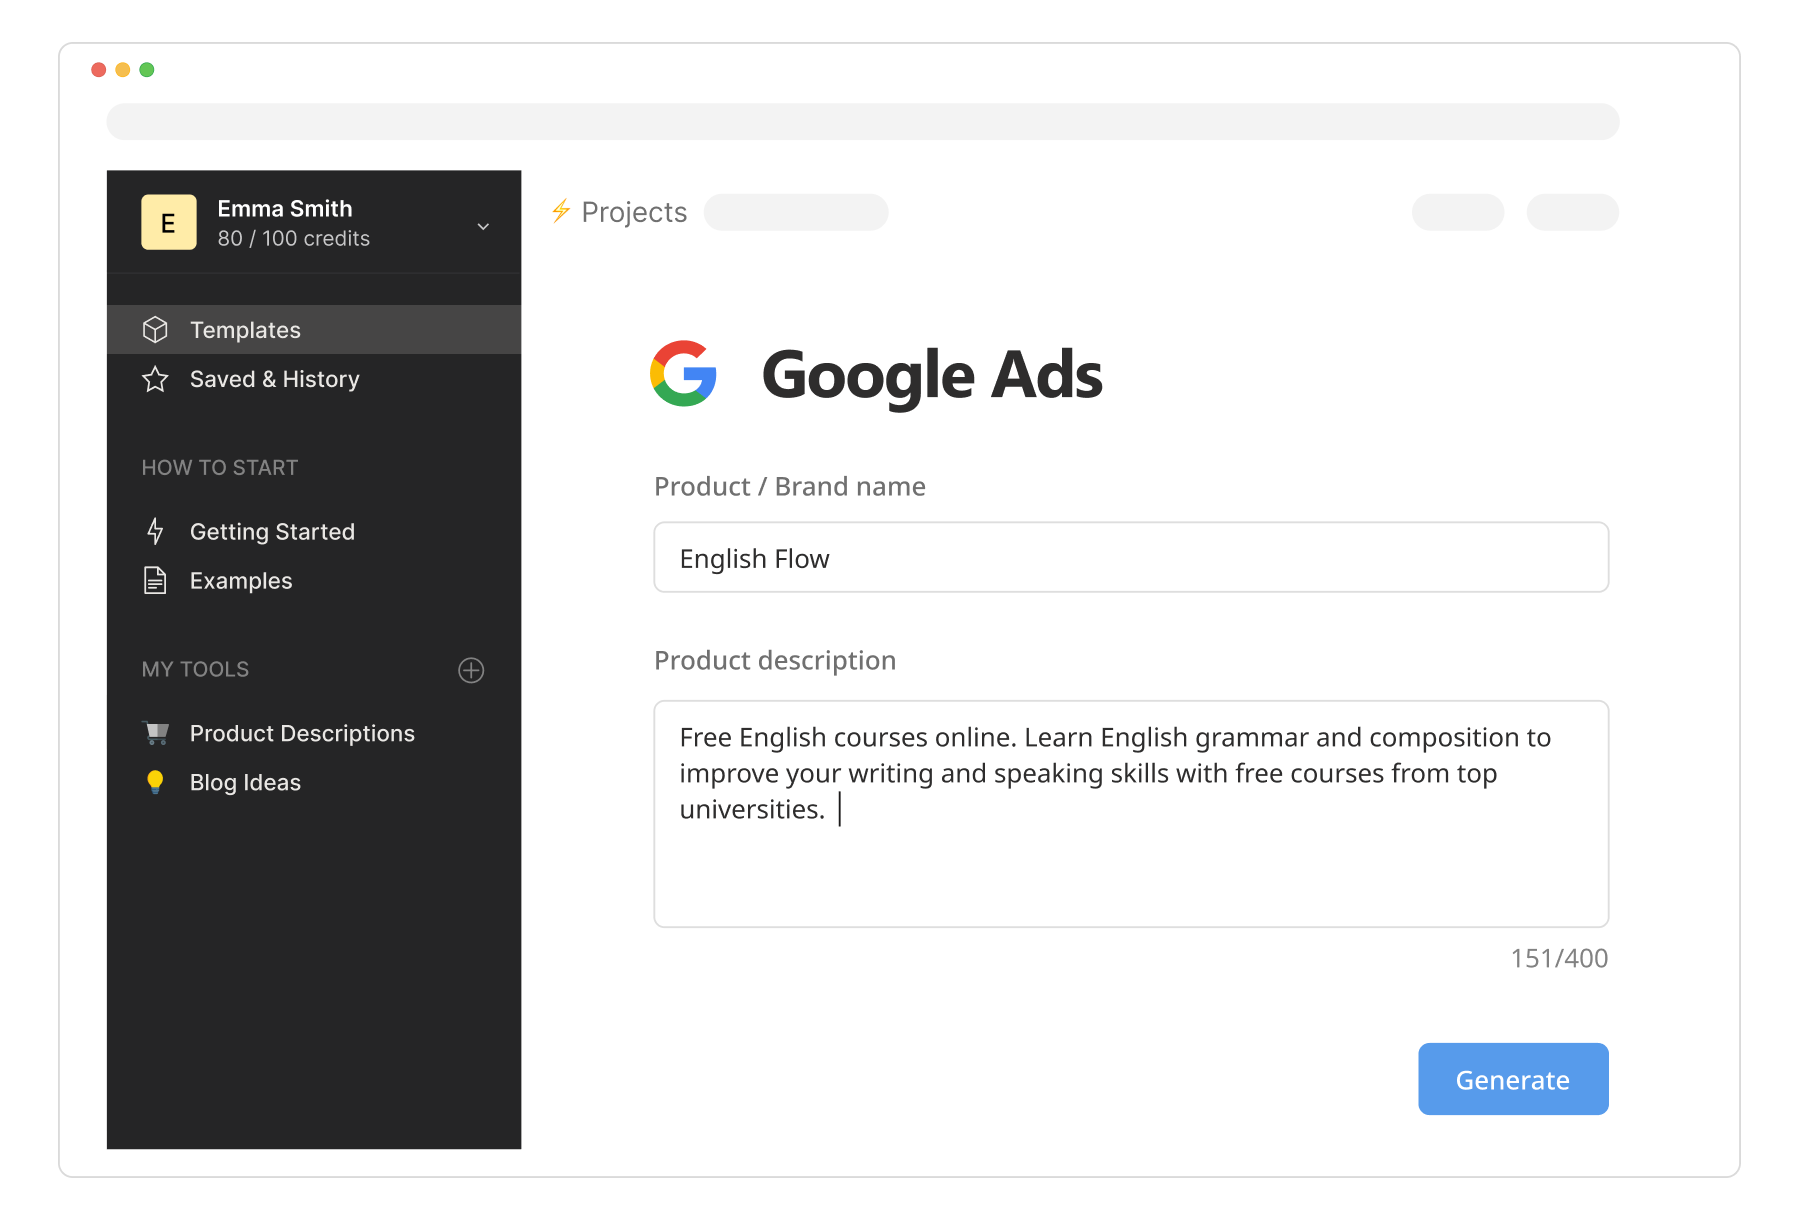 E
Emma Smith
80 / 100 credits
Templates
Saved & History
HOW TO START
Getting Started
Examples
MY TOOLS
Product Descriptions
Blog Ideas
⚡ Projects
Google Ads
Product / Brand name
English Flow
Product description
Free English courses online. Learn English grammar and composition to
improve your writing and speaking skills with free courses from top
universities.
151/400
Generate